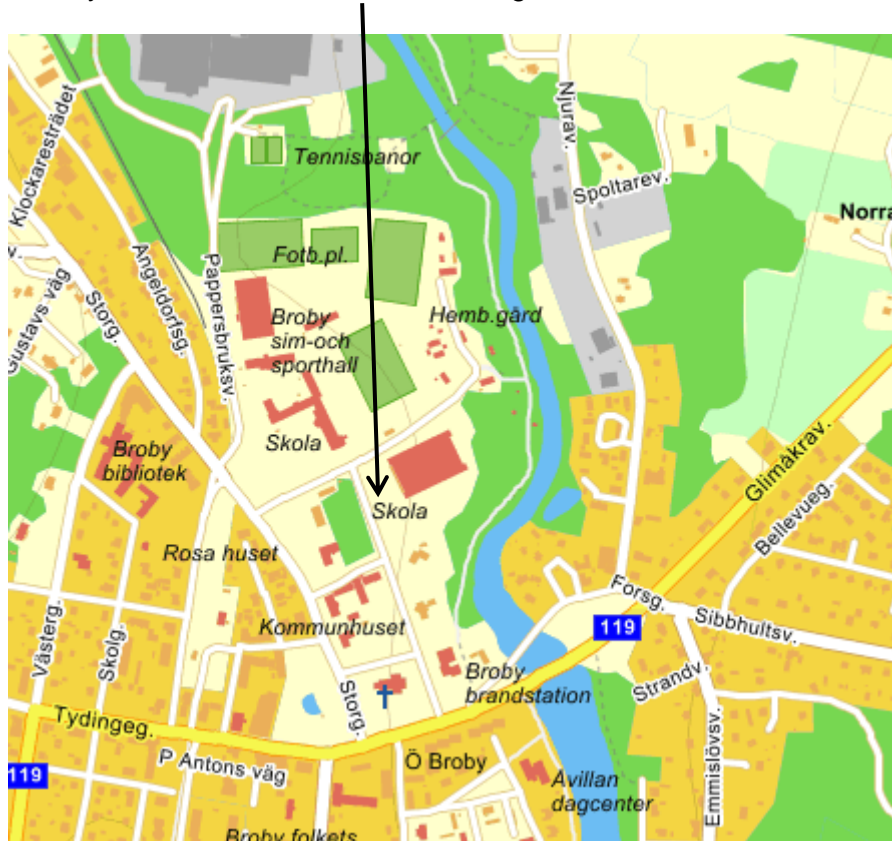 Klockaresträdet
Njurav.
Tennisbanor
Spoltarev.
Norra
v.
Gustavs väg
Storg.
Angeldorfsg.
Pappersbruksv.
Fotb.pl.
Broby
sim-och
sporthall
Hemb.gård
Skola
Broby
bibliotek
Glimåkrav.
Bellevueg.
Skola
Rosa huset
Kommunhuset
Forsg.
119
Sibbhultsv.
Västerg.
Skolg.
Storg.
Broby
brandstation
Strandv.
Emmislövsv.
Tydingeg.
P Antons väg
Ö Broby
119
Avillan
dagcenter
Broby folkets